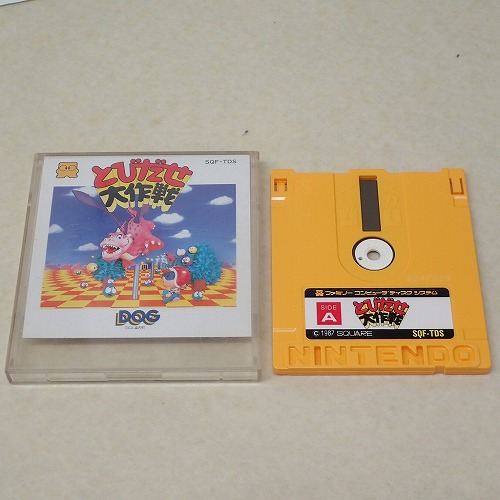 SQF-TDS
とびだせ
大作戦
DOG
SQUARE
ファミリー コンピュータ ディスク システム
SIDE
A
とびだせ
大作戦
© 1987 SQUARE
SQF-TDS
NINTENDO